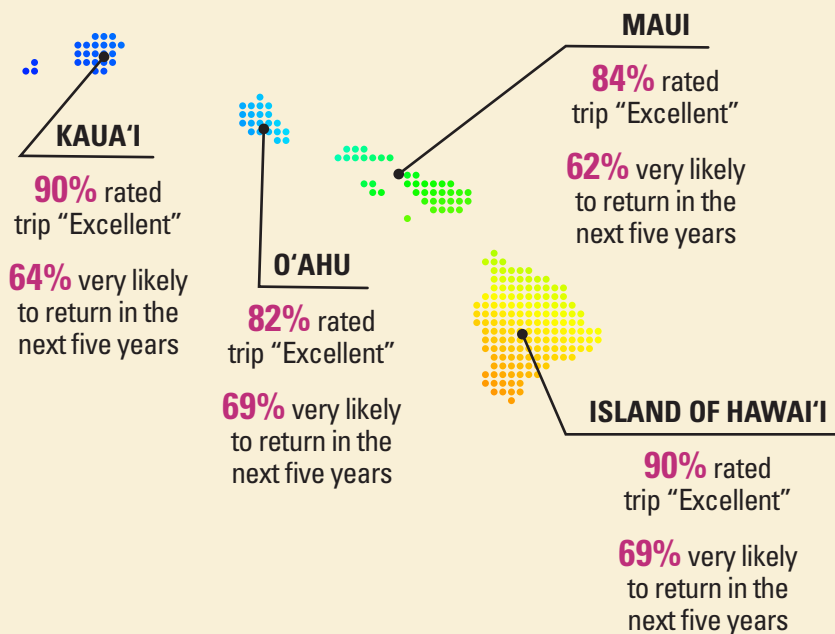 MAUI
84% rated
trip “Excellent”
62% very likely
to return in the
next five years
KAUA‘I
90% rated
trip “Excellent”
64% very likely
to return in the
next five years
O‘AHU
82% rated
trip “Excellent”
69% very likely
to return in the
next five years
ISLAND OF HAWAI‘I
90% rated
trip “Excellent”
69% very likely
to return in the
next five years